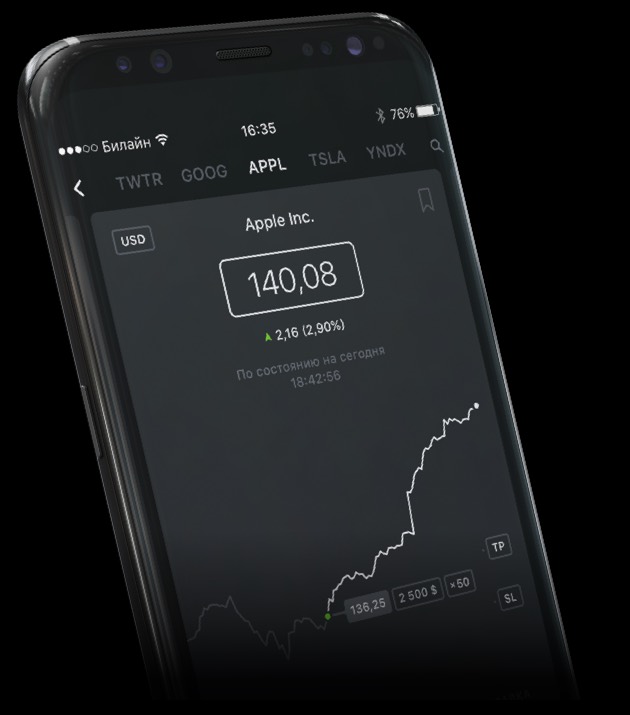 16:35
76%
Билайн
TWTR GOOG APPL TSLA YNDX
USD
Apple Inc.
140,08
2,16 (2,90%)
По состоянию на сегодня
18:42:56
TP
136,25 2 500 $ ×50
SL